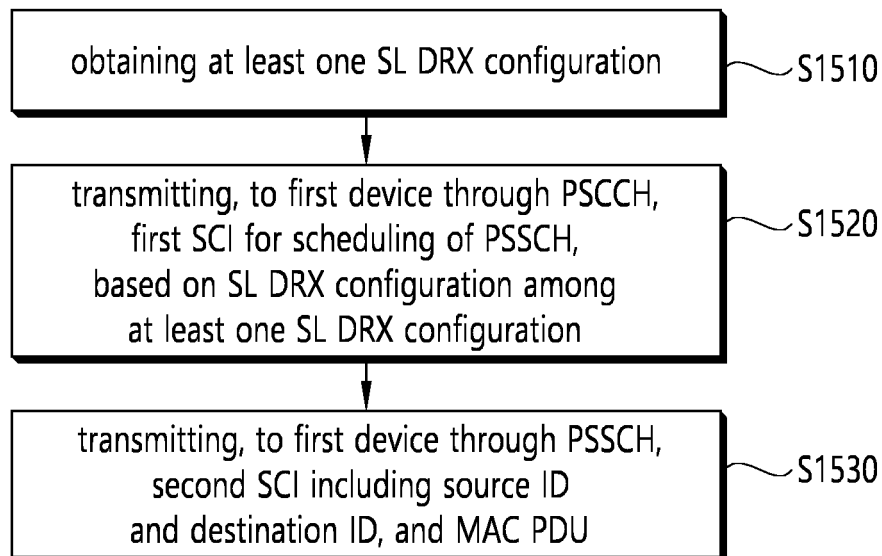 obtaining at least one SL DRX configuration
S1510
transmitting, to first device through PSCCH,
first SCI for scheduling of PSSCH,
based on SL DRX configuration among
at least one SL DRX configuration
S1520
transmitting, to first device through PSSCH,
second SCI including source ID
and destination ID, and MAC PDU
S1530